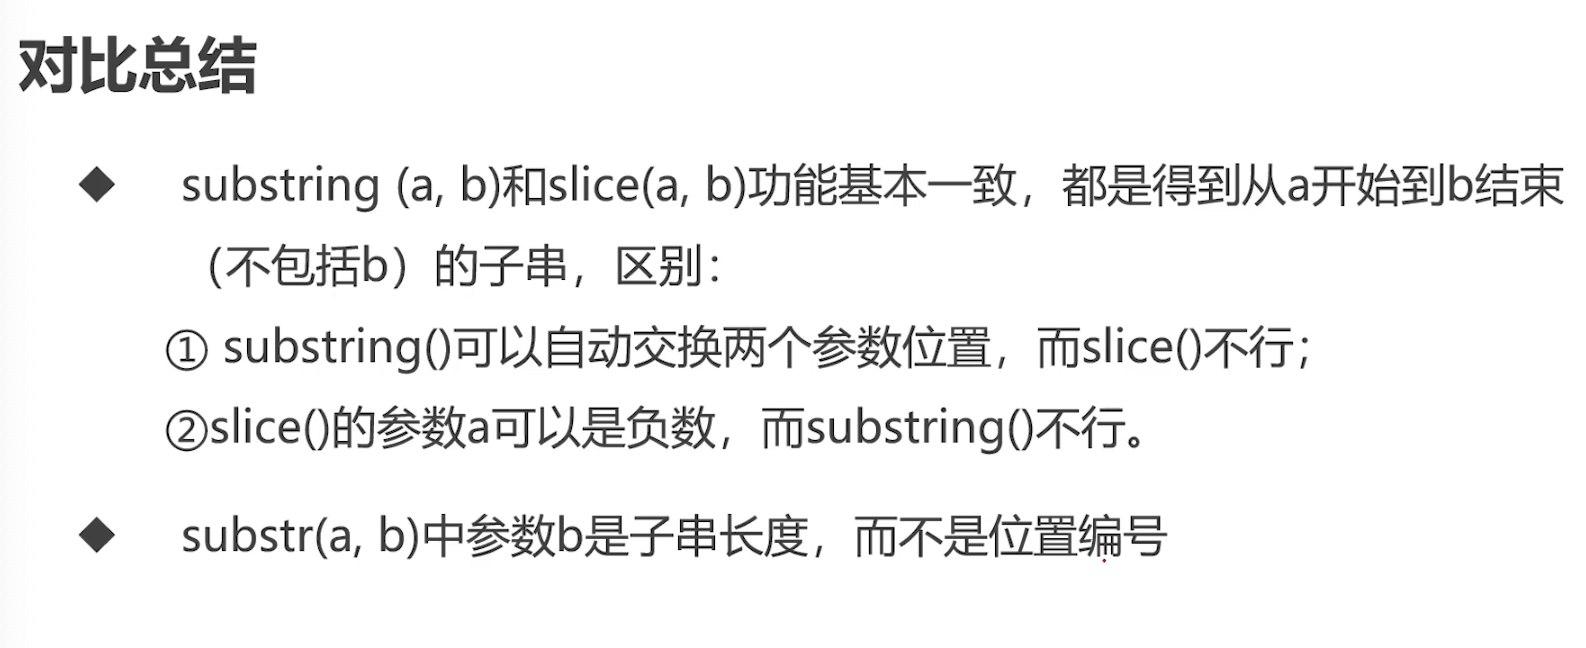 对比总结
◆ substring (a, b)和slice(a, b)功能基本一致，都是得到从a开始到b结束
（不包括b）的子串，区别：
① substring()可以自动交换两个参数位置，而slice()不行；
②slice()的参数a可以是负数，而substring()不行。
◆ substr(a, b)中参数b是子串长度，而不是位置编号